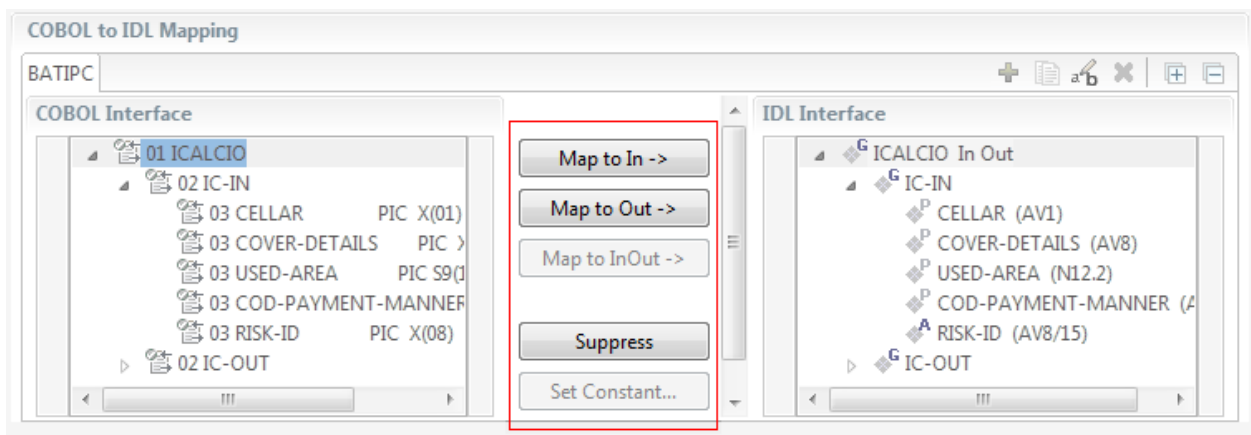 COBOL to IDL Mapping
BATIPC
COBOL Interface
01 ICALCIO
02 IC-IN
03 CELLAR PIC X(01)
03 COVER-DETAILS PIC X
03 USED-AREA PIC S9(1
03 COD-PAYMENT-MANNER
03 RISK-ID PIC X(08)
02 IC-OUT
Map to In ->
Map to Out ->
Map to InOut ->
Suppress
Set Constant...
IDL Interface
ICALCIO In Out
IC-IN
CELLAR (AV1)
COVER-DETAILS (AV8)
USED-AREA (N12.2)
COD-PAYMENT-MANNER (A
RISK-ID (AV8/15)
IC-OUT